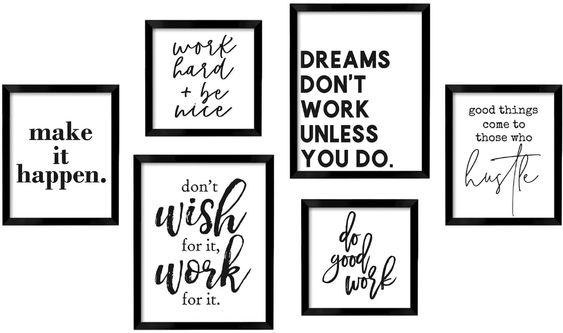 make
it
happen.
work
hard
+ be
nice
don't
wish
for it,
work
for it.
DREAMS
DON'T
WORK
UNLESS
YOU DO.
do
good
work
good things
come to
those who
hustle